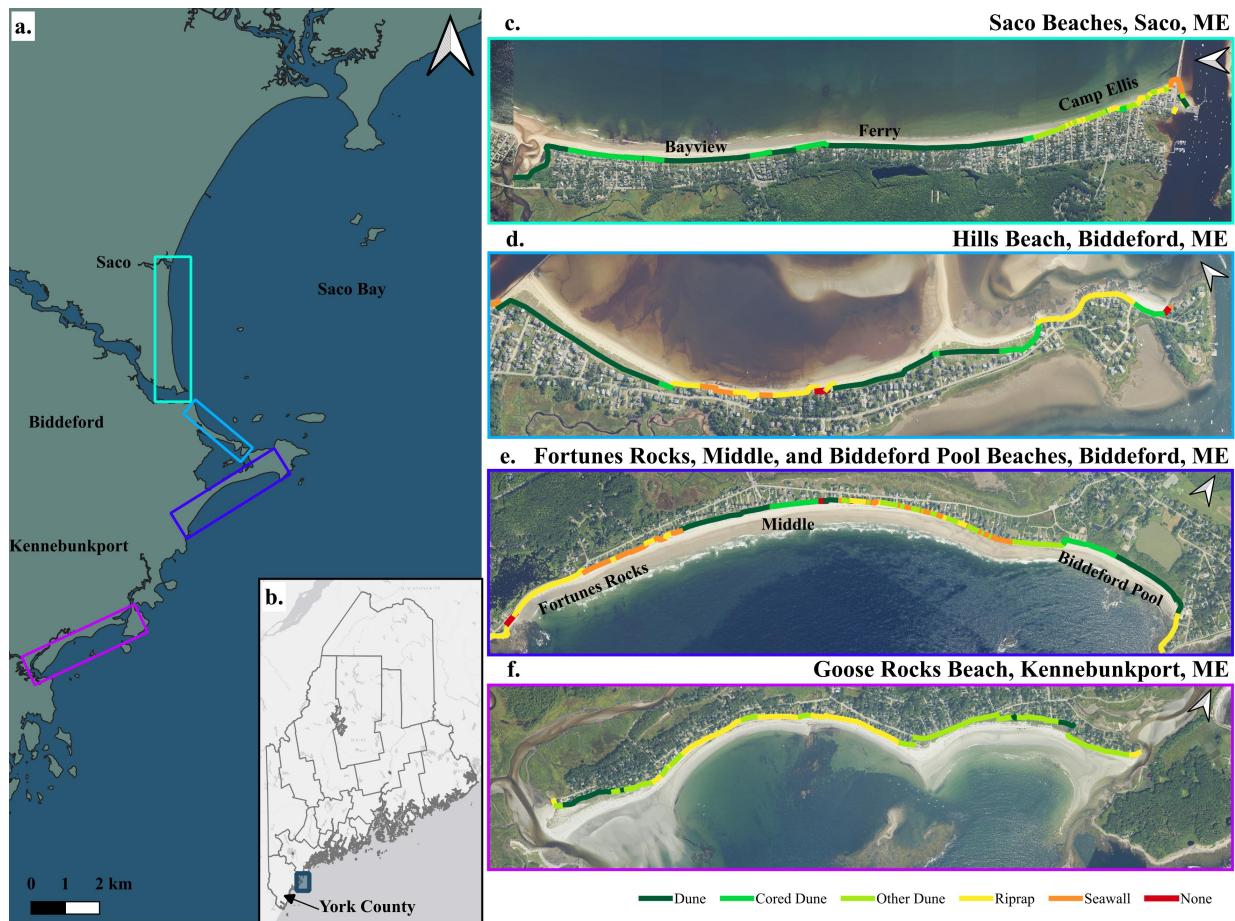 a.
Saco
Saco Bay
Biddeford
Kennebunkport
0 1 2 km
b.
York County
c.
Saco Beaches, Saco, ME
Bayview
Ferry
Camp Ellis
d.
Hills Beach, Biddeford, ME
e.
Fortunes Rocks, Middle, and Biddeford Pool Beaches, Biddeford, ME
Fortunes Rocks
Middle
Biddeford Pool
f.
Goose Rocks Beach, Kennebunkport, ME
Dune Cored Dune Other Dune Riprap Seawall None